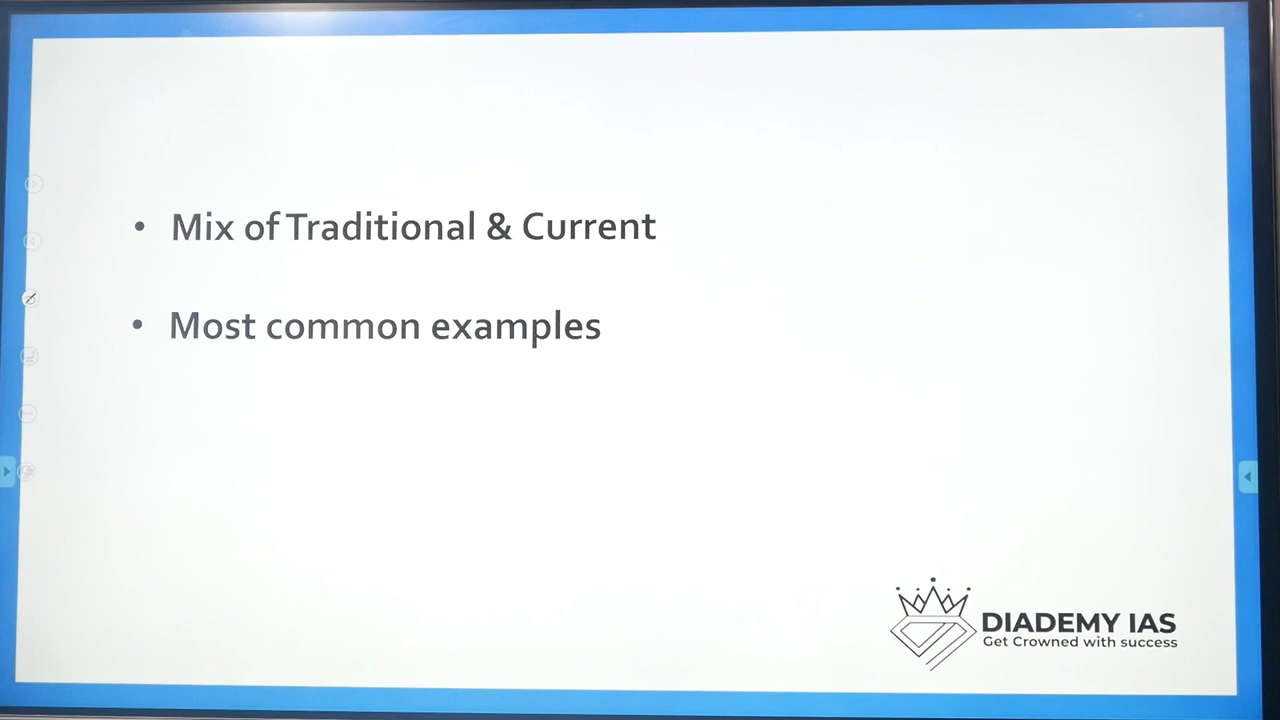 • Mix of Traditional & Current
• Most common examples
DIADEMY IAS
Get Crowned with success